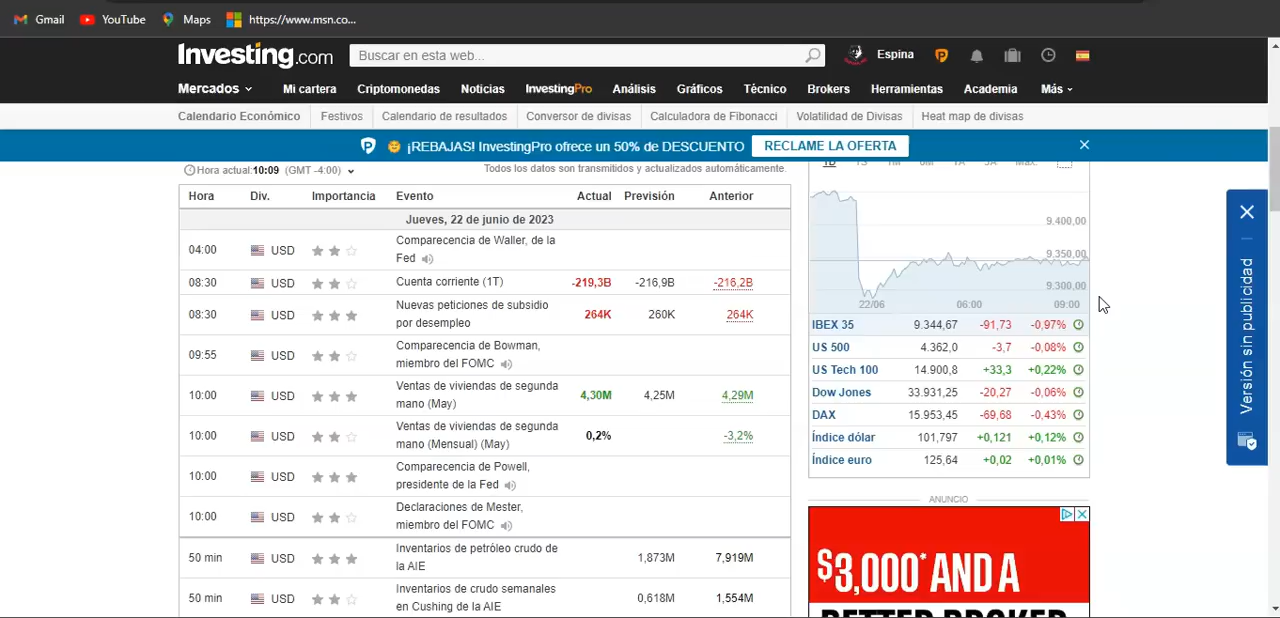 Gmail YouTube Maps https://www.msn.co...
Investing.com Buscar en esta web... Espina
Mercados Mi cartera Criptomonedas Noticias InvestingPro Análisis Gráficos Técnico Brokers Herramientas Academia Más
Calendario Económico Festivos Calendario de resultados Conversor de divisas Calculadora de Fibonacci Volatilidad de Divisas Heat map de divisas
¡REBAJAS! InvestingPro ofrece un 50% de DESCUENTO RECLAME LA OFERTA
Hora actual:10:09 (GMT -4:00) Todos los datos son transmitidos y actualizados automáticamente.
Hora Div. Importancia Evento Actual Previsión Anterior
Jueves, 22 de junio de 2023
04:00 USD Comparecencia de Waller, de la
Fed
08:30 USD Cuenta corriente (1T) -219,3B -216,9B -216,2B
08:30 USD Nuevas peticiones de subsidio
por desempleo 264K 260K 264K
09:55 USD Comparecencia de Bowman,
miembro del FOMC
10:00 USD Ventas de viviendas de segunda
mano (May) 4,30M 4,25M 4,29M
10:00 USD Ventas de viviendas de segunda
mano (Mensual) (May) 0,2% -3,2%
10:00 USD Comparecencia de Powell,
presidente de la Fed
10:00 USD Declaraciones de Mester,
miembro del FOMC
50 min USD Inventarios de petróleo crudo de
la AIE 1,873M 7,919M
50 min USD Inventarios de crudo semanales
en Cushing de la AIE 0,618M 1,554M
9.400,00
9.350,00
9.300,00
22/06 06:00 09:00
IBEX 35 9.344,67 -91,73 -0,97%
US 500 4.362,0 -3,7 -0,08%
US Tech 100 14.900,8 +33,3 +0,22%
Dow Jones 33.931,25 -20,27 -0,06%
DAX 15.953,45 -69,68 -0,43%
Índice dólar 101,797 +0,121 +0,12%
Índice euro 125,64 +0,02 +0,01%
ANUNCIO
$3,000* AND A
BETTER BROKER
Versión sin publicidad